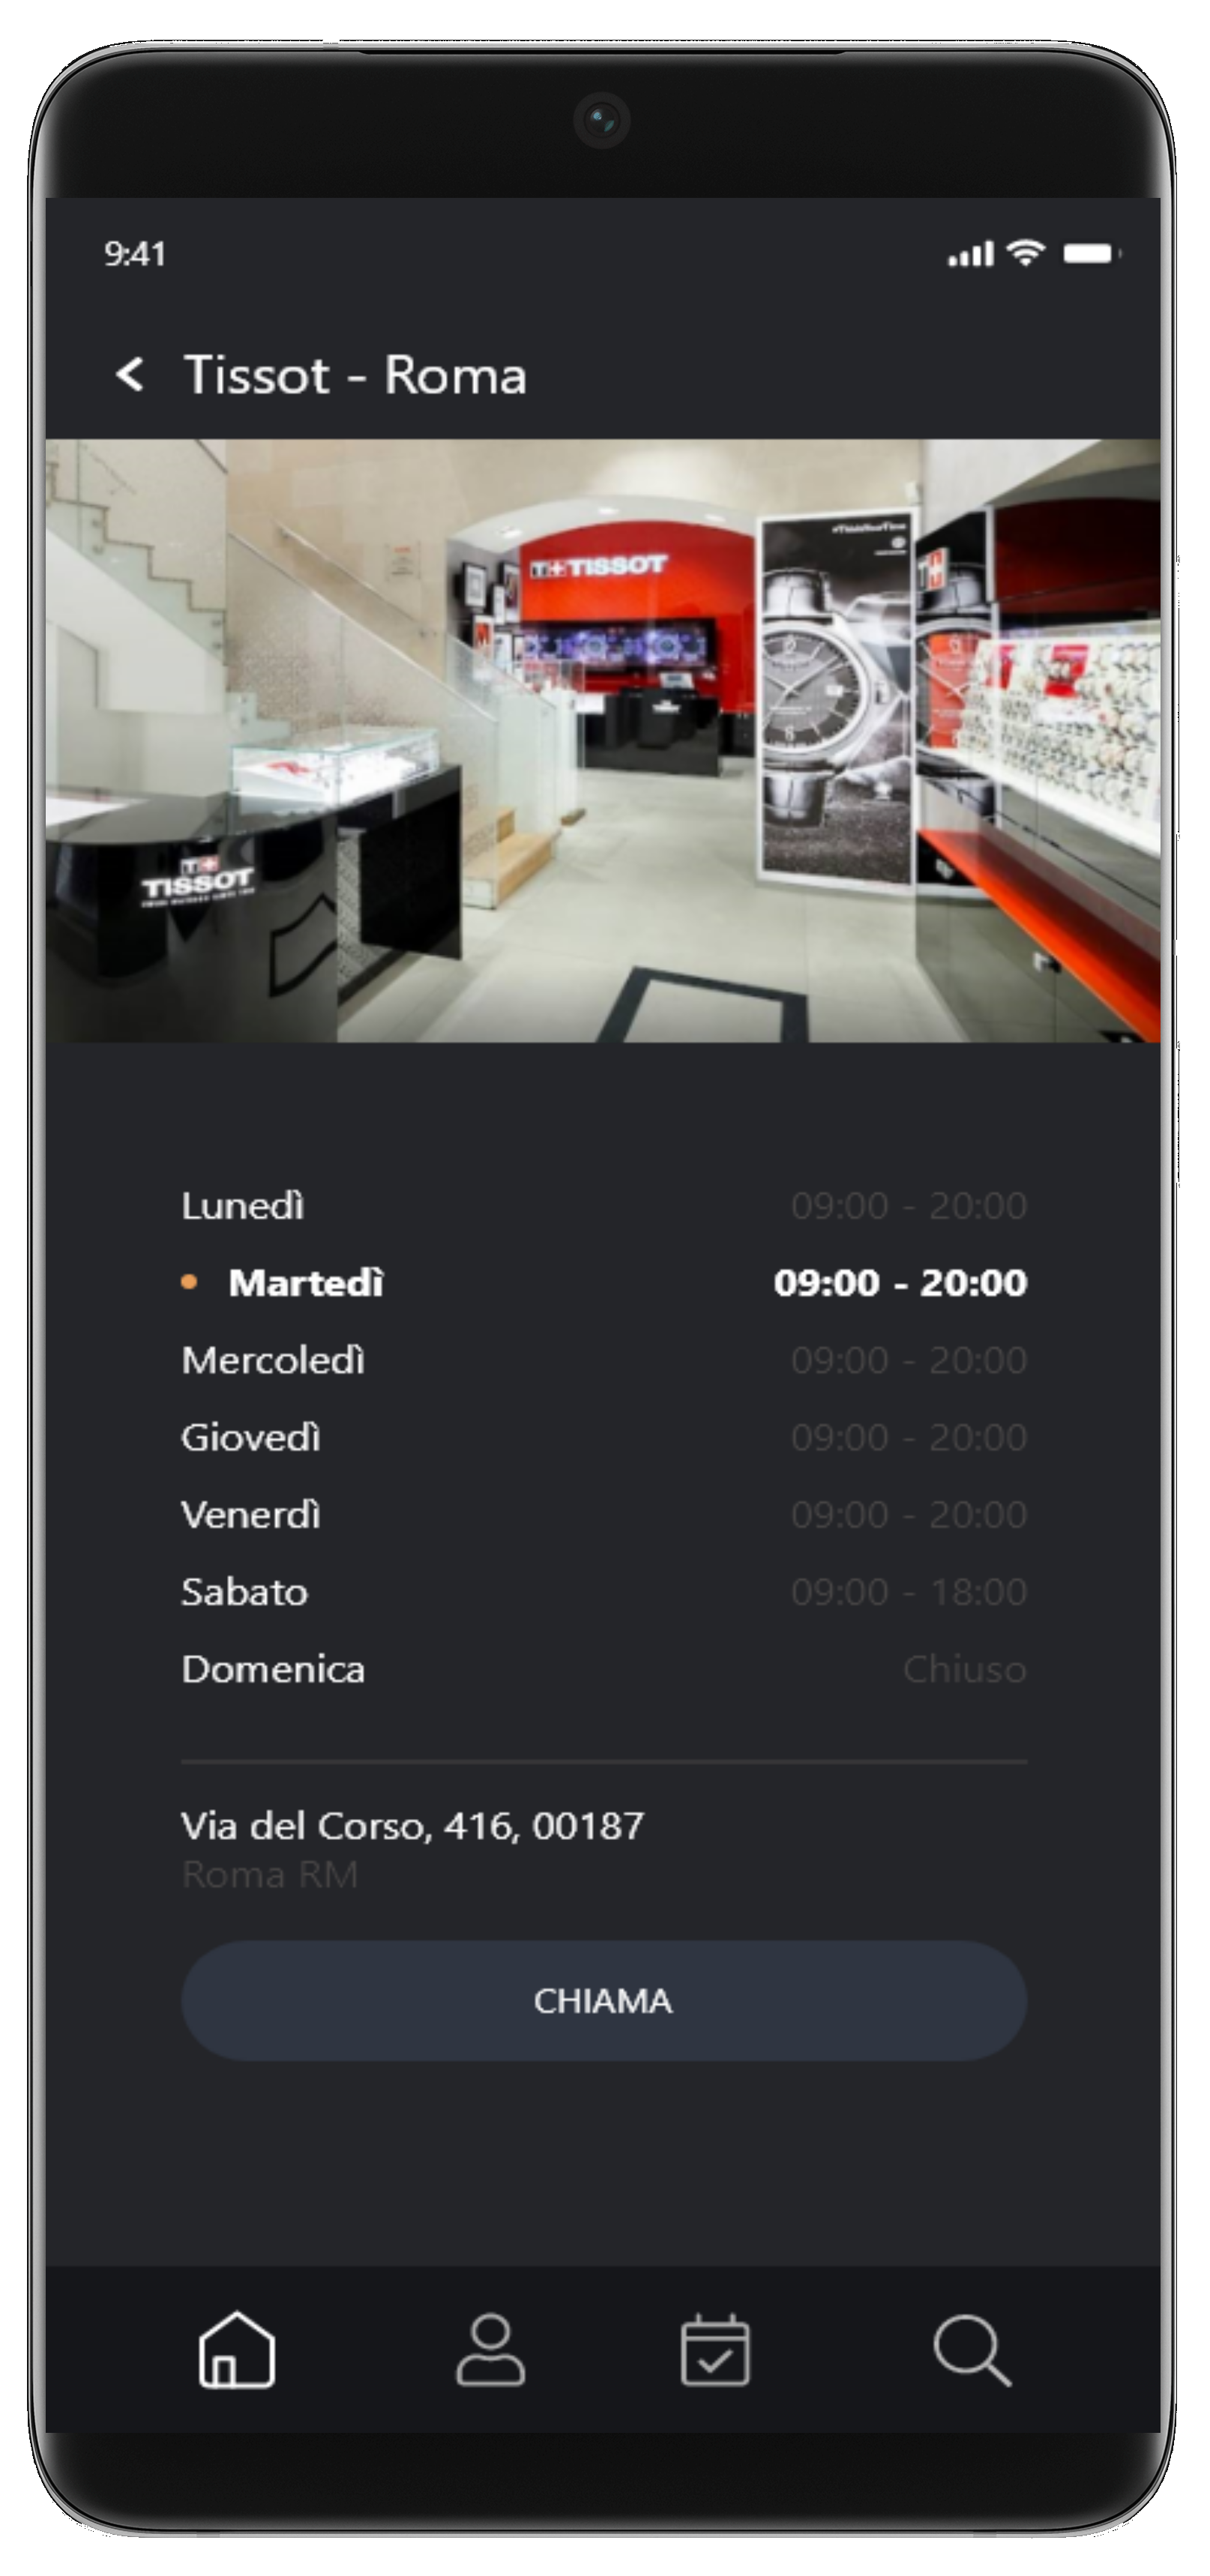 9:41
Tissot - Roma
T+TISSOT
T+
TISSOT
Lunedì 09:00 - 20:00
Martedì 09:00 - 20:00
Mercoledì 09:00 - 20:00
Giovedì 09:00 - 20:00
Venerdì 09:00 - 20:00
Sabato 09:00 - 18:00
Domenica Chiuso
Via del Corso, 416, 00187
Roma RM
CHIAMA